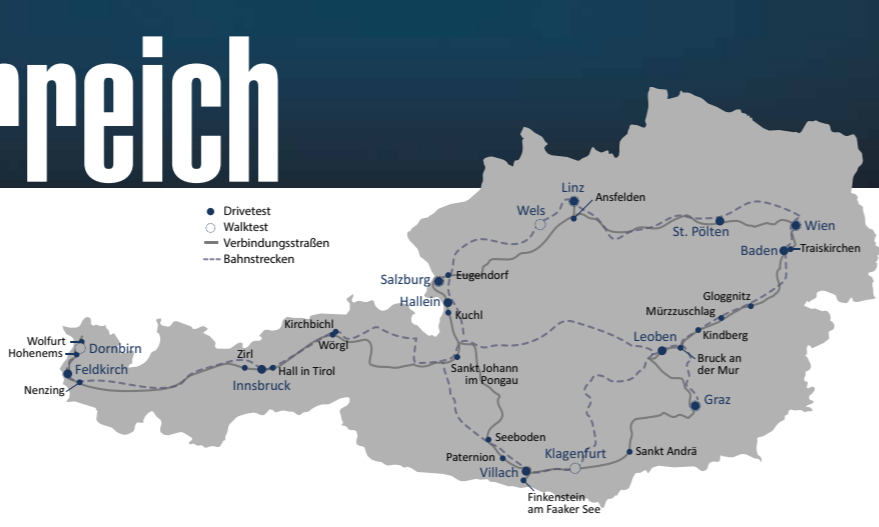 rreich
Drivetest
Walktest
Verbindungsstraßen
Bahnstrecken
Linz
Ansfelden
Wels
St. Pölten
Wien
Baden
Traiskirchen
Salzburg
Eugendorf
Hallein
Kuchl
Gloggnitz
Mürzzuschlag
Kindberg
Leoben
Bruck an
der Mur
Kirchbichl
Wörgl
Wolfurt
Hohenems
Dornbirn
Feldkirch
Nenzing
Zirl
Innsbruck
Hall in Tirol
Sankt Johann
im Pongau
Graz
Seeboden
Paternion
Villach
Klagenfurt
Sankt Andrä
Finkenstein
am Faaker See